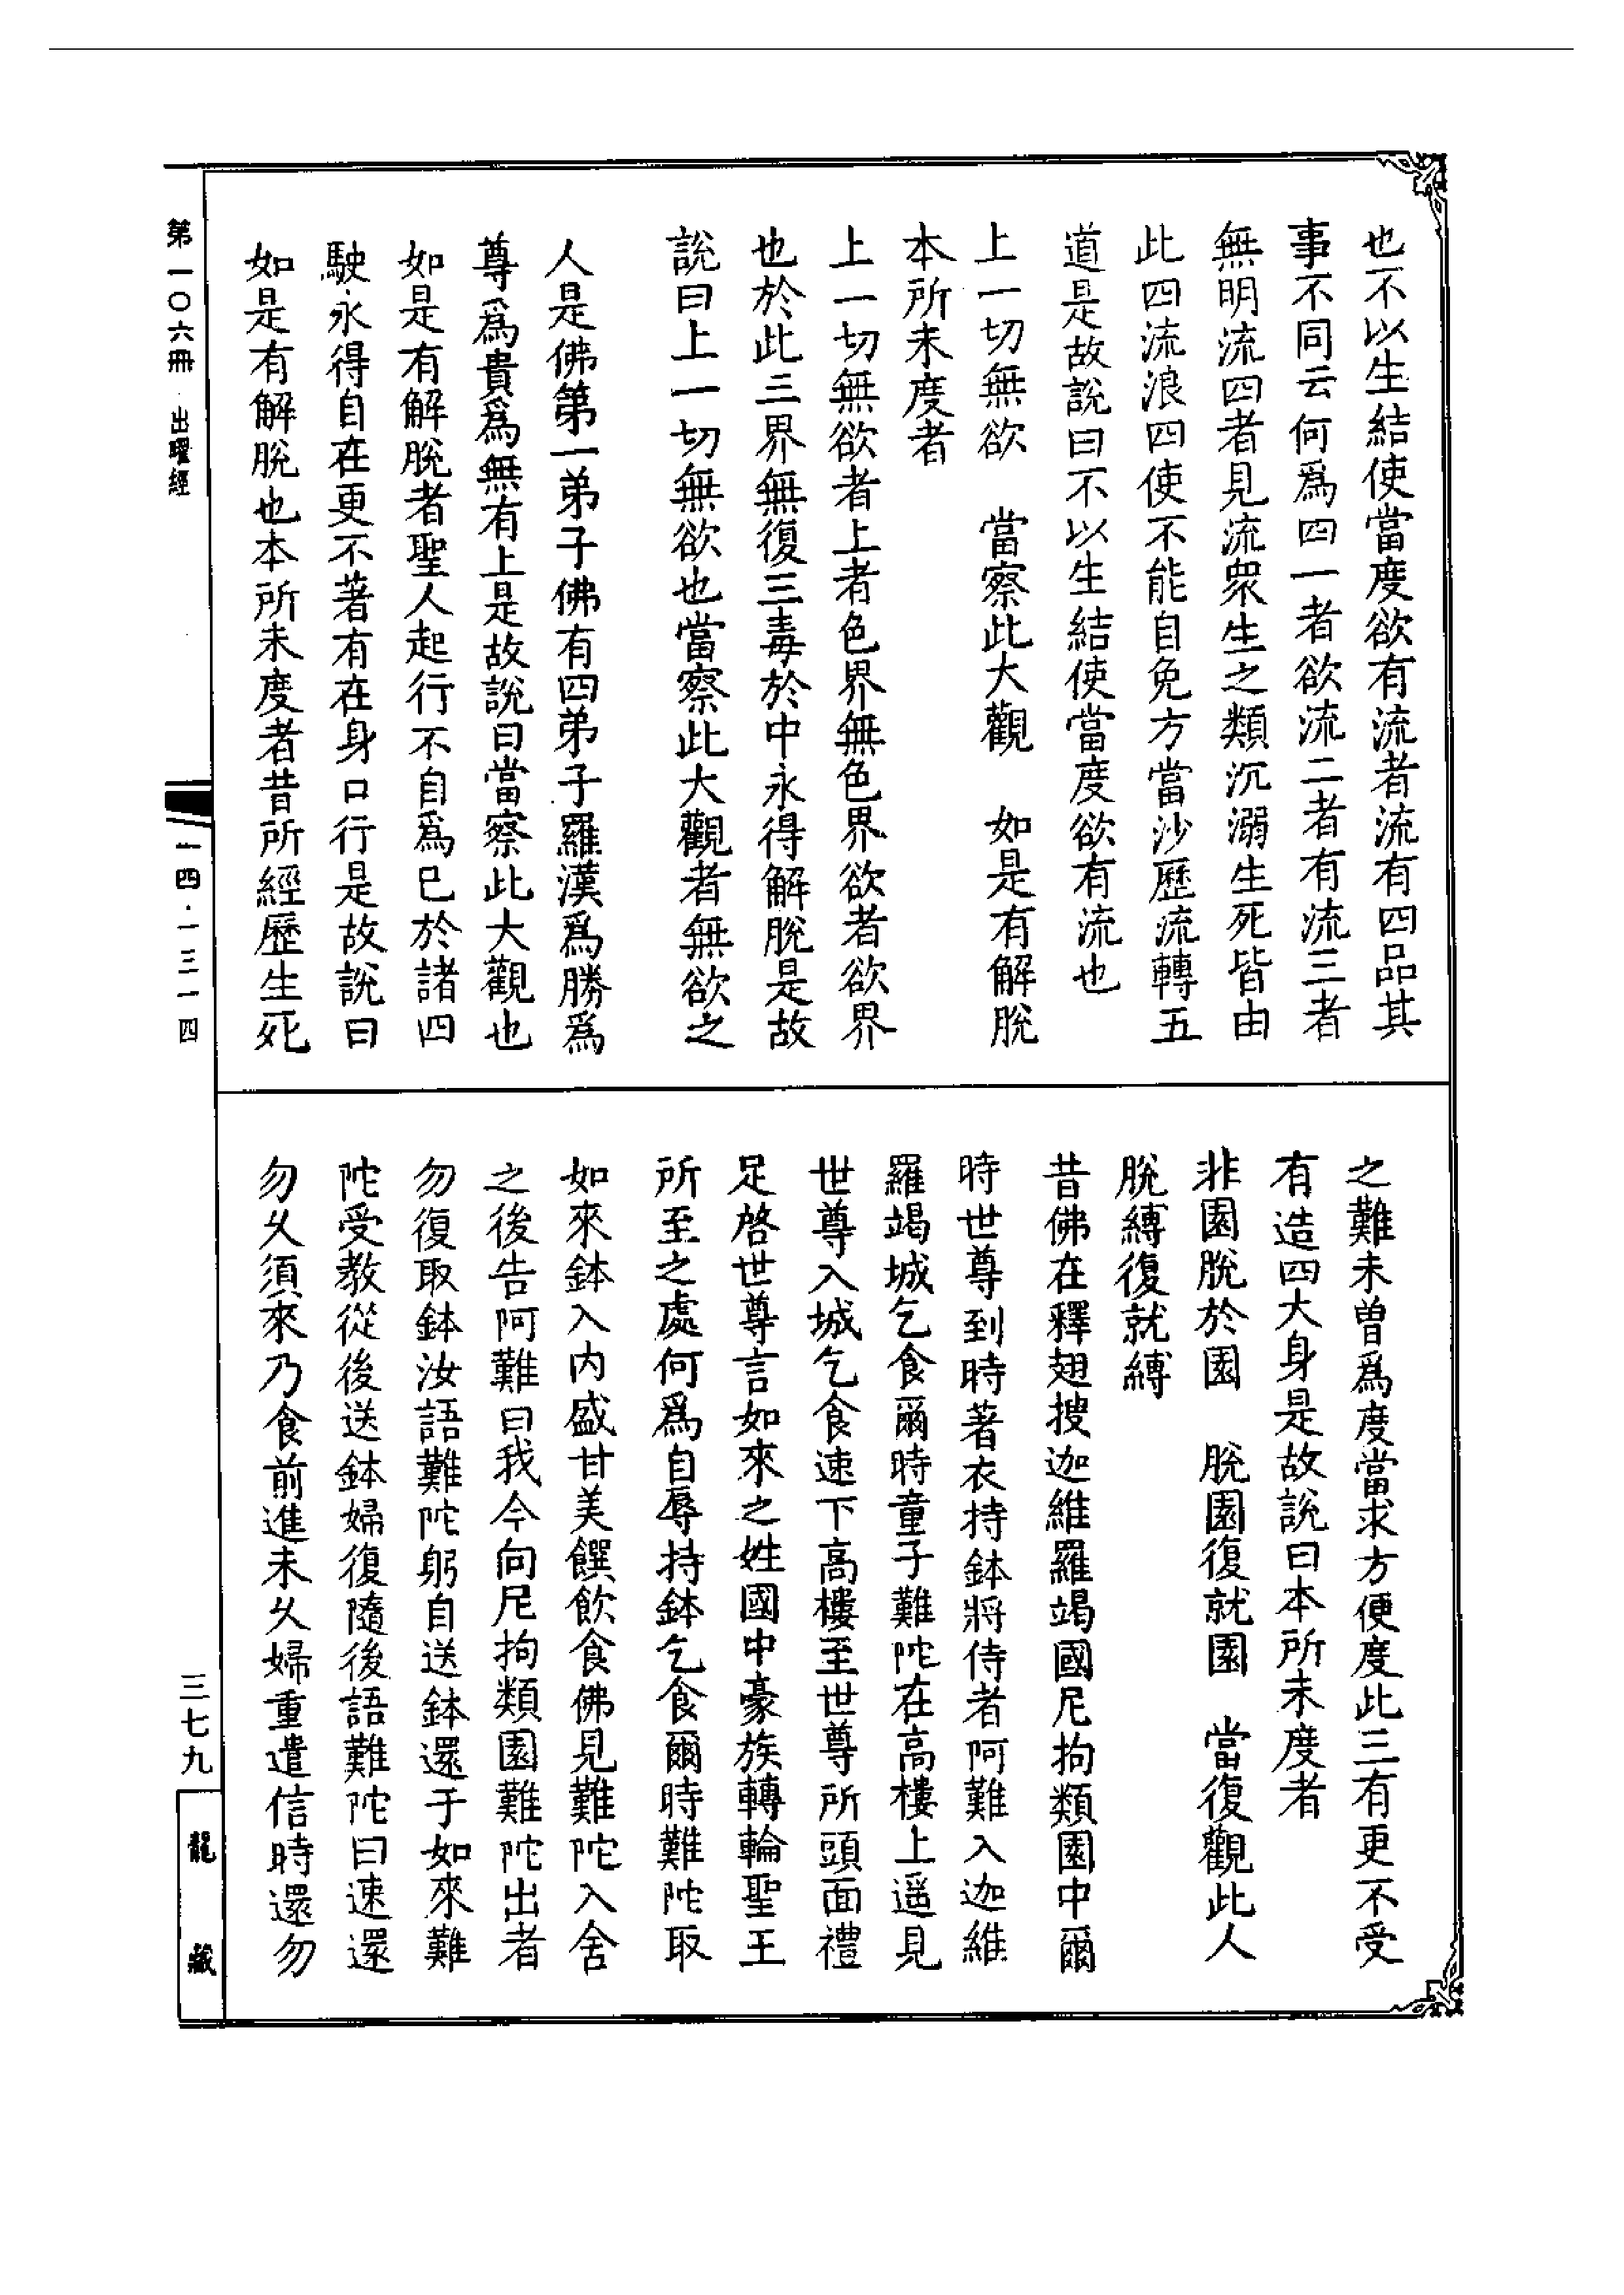 也不以生結使當度欲有流者流有四品其
事不同云何爲四一者欲流二者有流三者
無明流四者見流衆生之類沉溺生死皆由
此四流浪四使不能自免方當沙歷流轉五
道是故說曰不以生結使當度欲有流也
上一切無欲　當察此大觀　如是有解脫
本所未度者
上一切無欲者上者色界無色界欲者欲界
也於此三界無復三毒於中永得解脫是故
說曰上一切無欲也當察此大觀者無欲之
人是佛第一弟子佛有四弟子羅漢爲勝爲
尊爲貴爲無有上是故說曰當察此大觀也
如是有解脫者聖人起行不自爲已於諸四
駛永得自在更不著有在身口行是故說曰
如是有解脫也本所未度者昔所經歷生死
之難未曾爲度當求方便度此三有更不受
有造四大身是故說曰本所未度者
非園脫於園　脫園復就園　當復觀此人
脫縛復就縛
昔佛在釋翅搜迦維羅竭國尼拘類園中爾
時世尊到時著衣持鉢將侍者阿難入迦維
羅竭城乞食爾時童子難陀在高樓上遥見
世尊入城乞食速下高樓至世尊所頭面禮
足啓世尊言如來之姓國中豪族轉輪聖王
所至之處何爲自辱持鉢乞食爾時難陀取
如來鉢入内盛甘美饌飲食佛見難陀入舍
之後告阿難曰我今向尼拘類園難陀出者
勿復取鉢汝語難陀躬自送鉢還于如來難
陀受教從後送鉢婦復隨後語難陀曰速還
勿久須來乃食前進未久婦重遣信時還勿
第一〇六冊　出曜經
一四・一三一四
三七九
龍藏